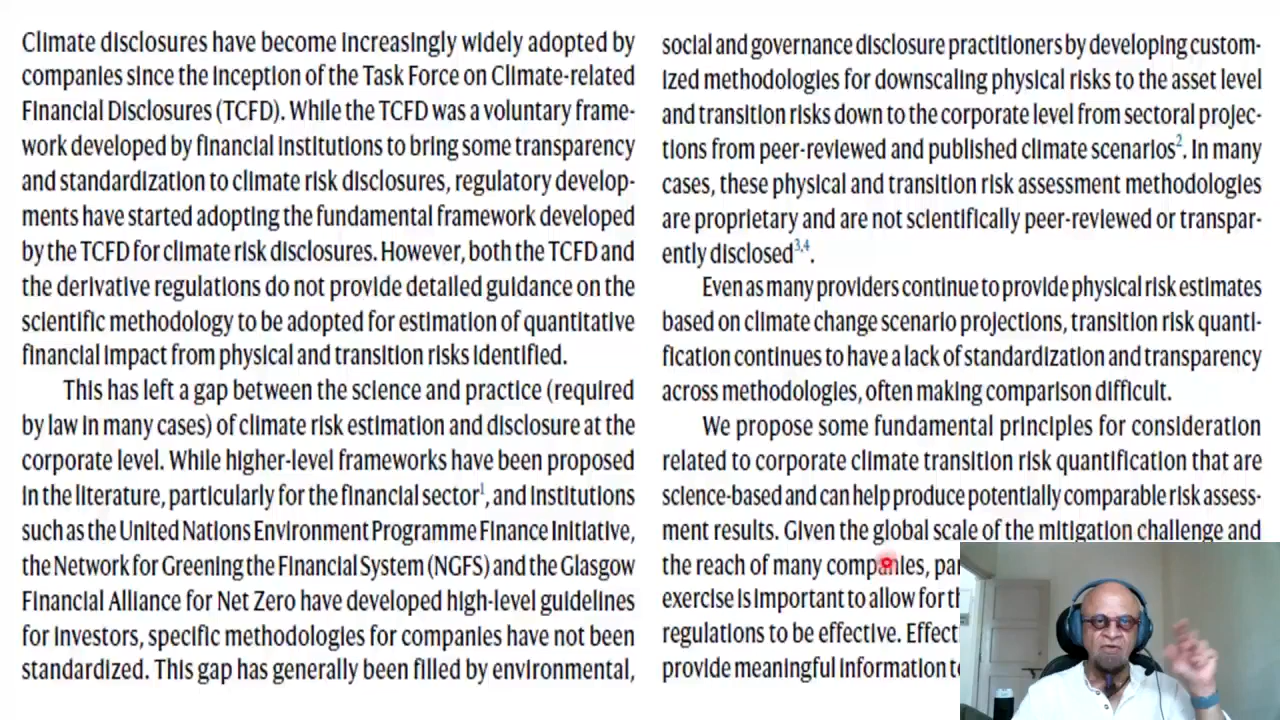 Climate disclosures have become increasingly widely adopted by
companies since the inception of the Task Force on Climate-related
Financial Disclosures (TCFD). While the TCFD was a voluntary frame-
work developed by financial institutions to bring some transparency
and standardization to climate risk disclosures, regulatory develop-
ments have started adopting the fundamental framework developed
by the TCFD for climate risk disclosures. However, both the TCFD and
the derivative regulations do not provide detailed guidance on the
scientific methodology to be adopted for estimation of quantitative
financial impact from physical and transition risks identified.
This has left a gap between the science and practice (required
by law in many cases) of climate risk estimation and disclosure at the
corporate level. While higher-level frameworks have been proposed
in the literature, particularly for the financial sector1, and institutions
such as the United Nations Environment Programme Finance Initiative,
the Network for Greening the Financial System (NGFS) and the Glasgow
Financial Alliance for Net Zero have developed high-level guidelines
for investors, specific methodologies for companies have not been
standardized. This gap has generally been filled by environmental,
social and governance disclosure practitioners by developing custom-
ized methodologies for downscaling physical risks to the asset level
and transition risks down to the corporate level from sectoral projec-
tions from peer-reviewed and published climate scenarios2. In many
cases, these physical and transition risk assessment methodologies
are proprietary and are not scientifically peer-reviewed or transpar-
ently disclosed3,4.
Even as many providers continue to provide physical risk estimates
based on climate change scenario projections, transition risk quanti-
fication continues to have a lack of standardization and transparency
across methodologies, often making comparison difficult.
We propose some fundamental principles for consideration
related to corporate climate transition risk quantification that are
science-based and can help produce potentially comparable risk assess-
ment results. Given the global scale of the mitigation challenge and
the reach of many companies,
exercise is important to allow for
regulations to be effective.
provide meaningful information